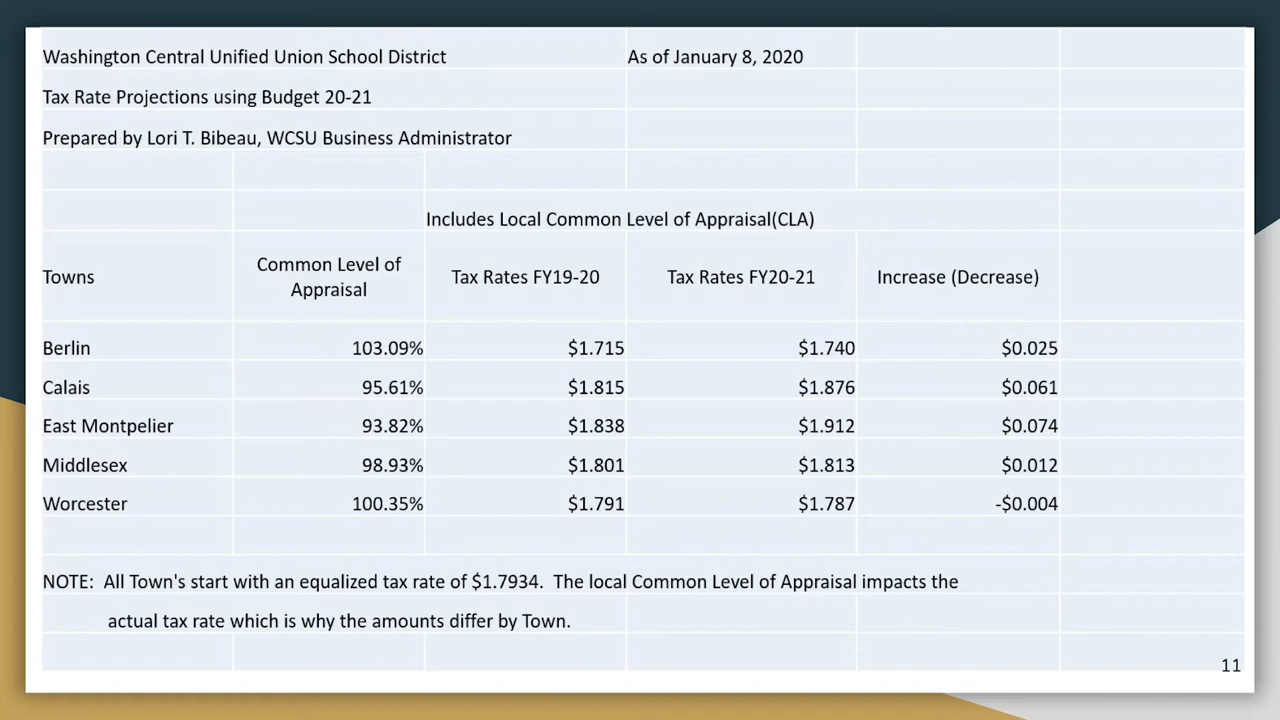 Washington Central Unified Union School District As of January 8, 2020
Tax Rate Projections using Budget 20-21
Prepared by Lori T. Bibeau, WCSU Business Administrator
Includes Local Common Level of Appraisal(CLA)
Towns Common Level of Appraisal Tax Rates FY19-20 Tax Rates FY20-21 Increase (Decrease)
Berlin 103.09% $1.715 $1.740 $0.025
Calais 95.61% $1.815 $1.876 $0.061
East Montpelier 93.82% $1.838 $1.912 $0.074
Middlesex 98.93% $1.801 $1.813 $0.012
Worcester 100.35% $1.791 $1.787 -$0.004
NOTE: All Town's start with an equalized tax rate of $1.7934. The local Common Level of Appraisal impacts the
actual tax rate which is why the amounts differ by Town.
11